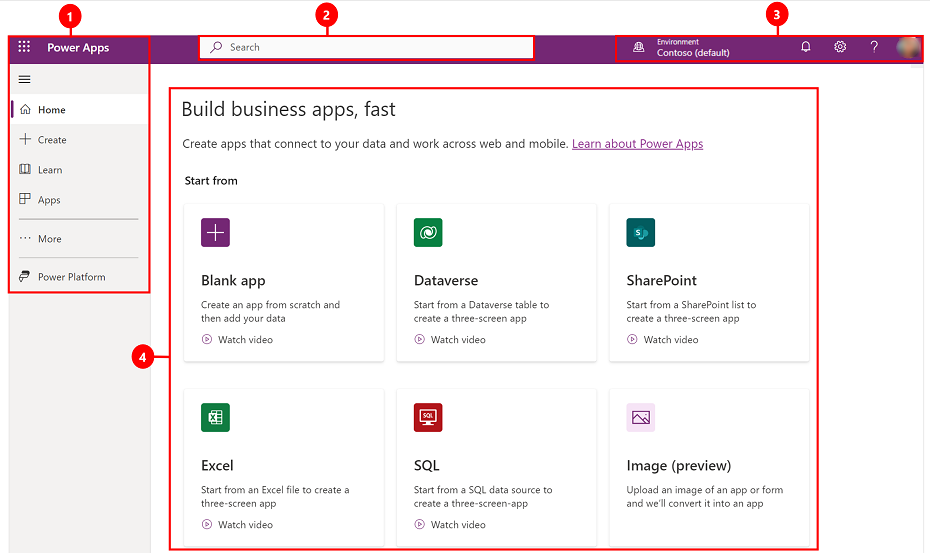 1
2
3
Power Apps
Search
Environment
Contoso (default)
?
Home
Create
Learn
Apps
More
Power Platform
4
Build business apps, fast
Create apps that connect to your data and work across web and mobile. Learn about Power Apps
Start from
Blank app
Create an app from scratch and
then add your data
Watch video
Dataverse
Start from a Dataverse table to
create a three-screen app
Watch video
S
SharePoint
Start from a SharePoint list to
create a three-screen app
Watch video
X
Excel
Start from an Excel file to create a
three-screen app
Watch video
SQL
SQL
Start from a SQL data source to
create a three-screen-app
Watch video
Image (preview)
Upload an image of an app or form
and we'll convert it into an app